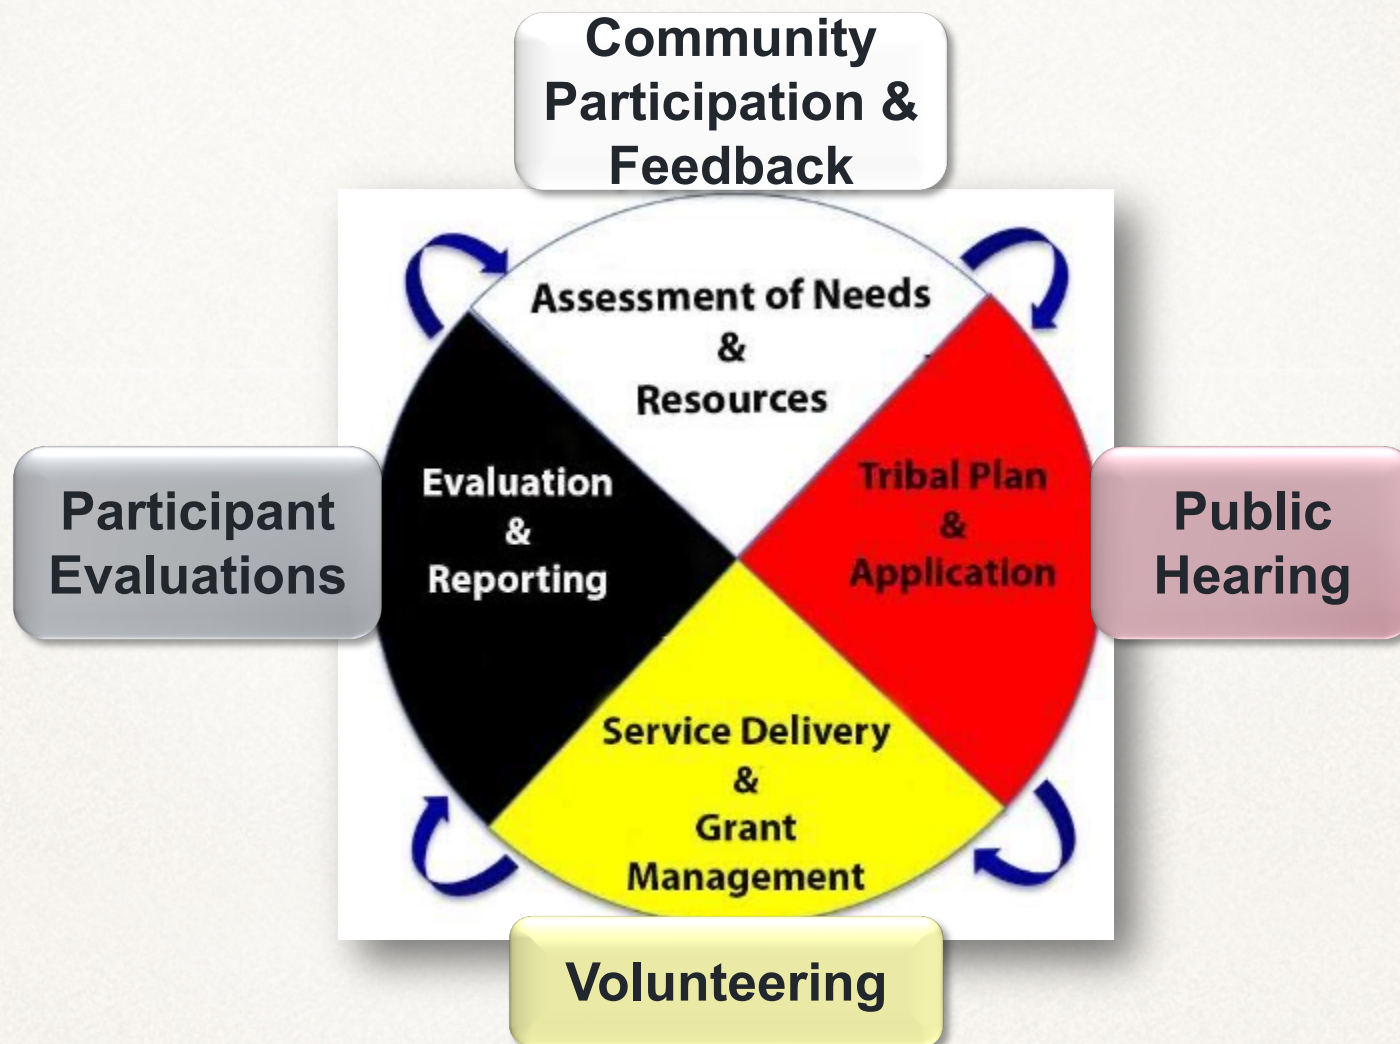 Community
Participation &
Feedback
Assessment of Needs
&
Resources
Evaluation
&
Reporting
Tribal Plan
&
Application
Participant
Evaluations
Public
Hearing
Service Delivery
&
Grant
Management
Volunteering